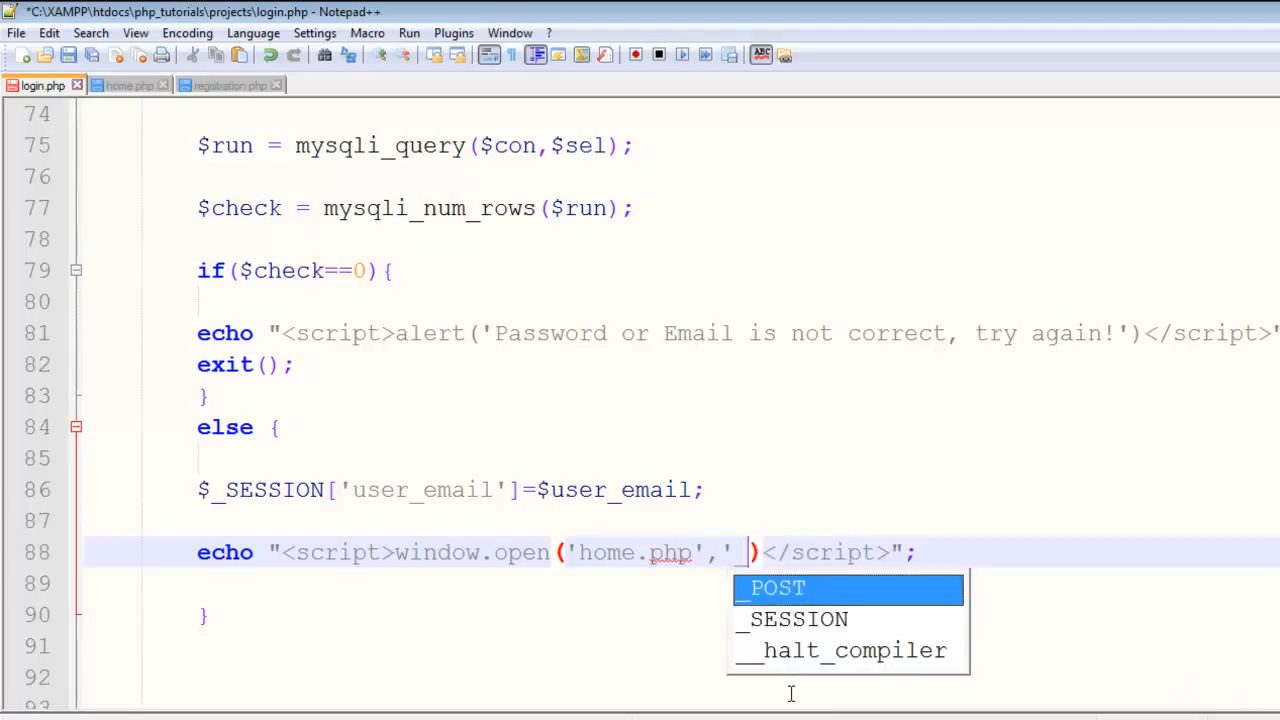 *C:\XAMPP\htdocs\php_tutorials\projects\login.php - Notepad++
File Edit Search View Encoding Language Settings Macro Run Plugins Window ?
login.php home.php registration.php
74
75 $run = mysqli_query($con,$sel);
76
77 $check = mysqli_num_rows($run);
78
79 if($check==0){
80
81 echo "<script>alert('Password or Email is not correct, try again!')</script>"
82 exit();
83 }
84 else {
85
86 $_SESSION['user_email']=$user_email;
87
88 echo "<script>window.open('home.php','_)</script>";
_POST
89
_SESSION
90 }
__halt_compiler
91
92
93